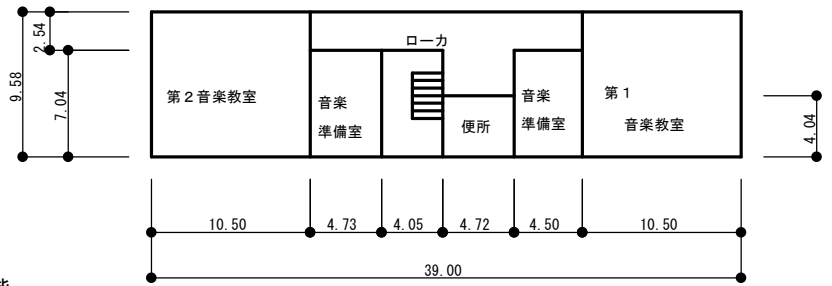 ローカ
2.54
9.58
7.04
第2音楽教室
音楽
準備室
便所
音楽
準備室
第1
音楽教室
4.04
10.50
4.73
4.05
4.72
4.50
10.50
39.00